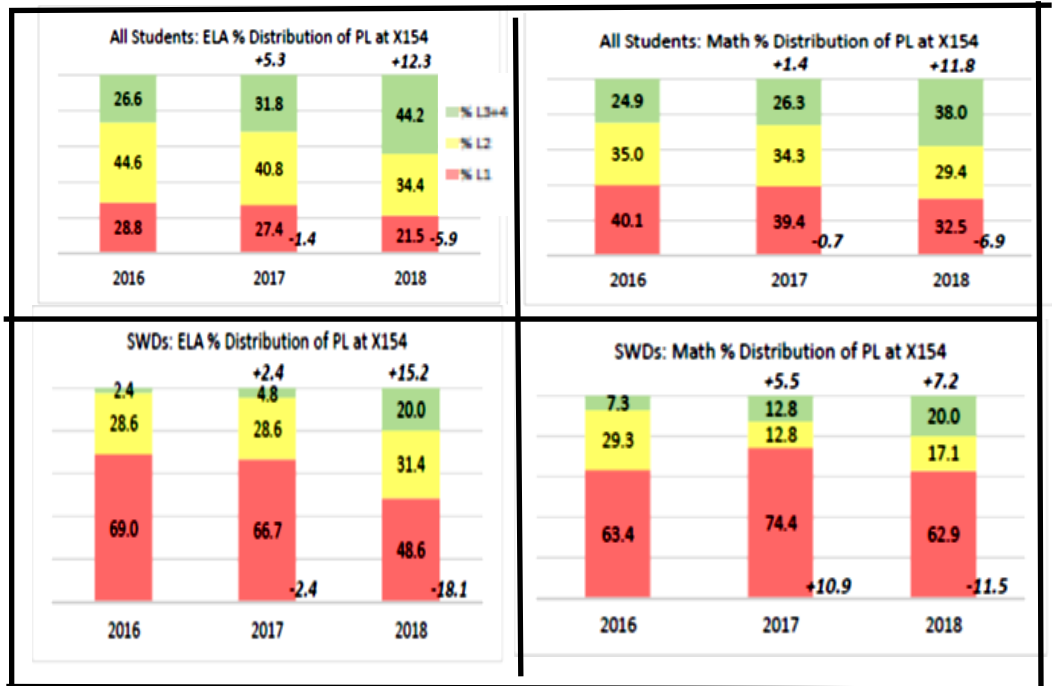 All Students: ELA % Distribution of PL at X154
+5.3 +12.3
26.6 31.8 44.2
44.6 40.8 34.4
28.8 27.4 -1.4 21.5 -5.9
% L3+4
% L2
% L1
2016 2017 2018
All Students: Math % Distribution of PL at X154
+1.4 +11.8
24.9 26.3 38.0
35.0 34.3 29.4
40.1 39.4 -0.7 32.5 -6.9
2016 2017 2018
SWDs: ELA % Distribution of PL at X154
+2.4 +15.2
2.4 4.8 20.0
28.6 28.6 31.4
69.0 66.7 48.6
-2.4 -18.1
2016 2017 2018
SWDs: Math % Distribution of PL at X154
+5.5 +7.2
7.3 12.8 20.0
29.3 12.8 17.1
63.4 74.4 62.9
+10.9 -11.5
2016 2017 2018